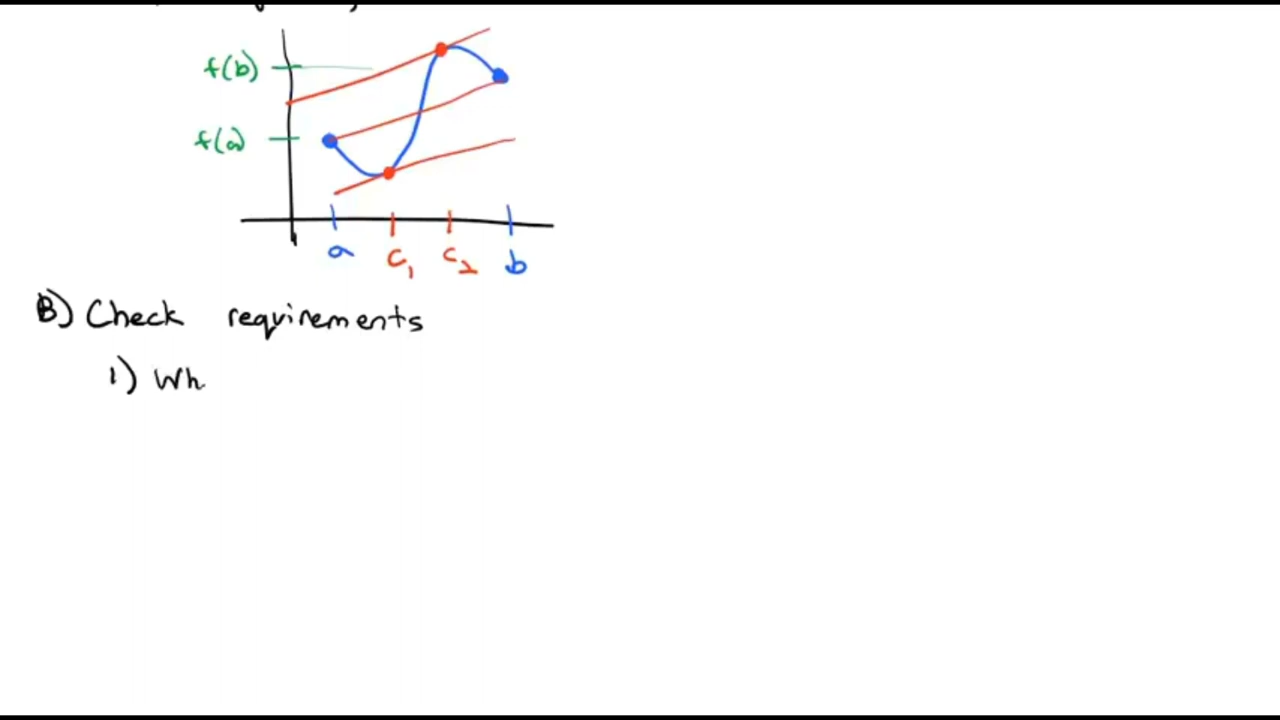 f(b)
f(a)
a c₁ c₂ b
B) Check requirements
1) Wh